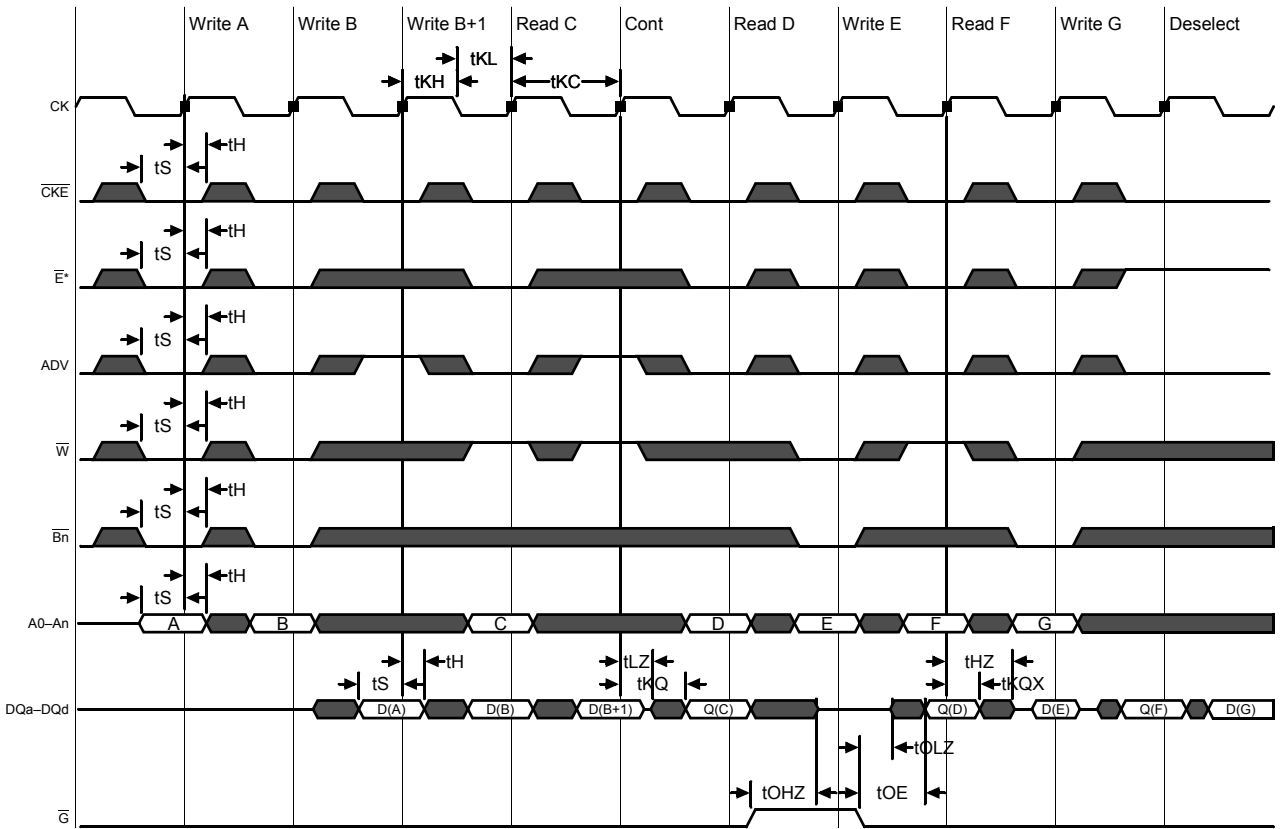 Write A Write B Write B+1 Read C Cont Read D Write E Read F Write G Deselect
tKL
tKH tKC
CK
tH
tS
CKE
tH
tS
E*
tH
tS
ADV
tH
tS
W
tH
tS
Bn
tH
tS
A0–An A B C D E F G
tH tLZ tHZ
tS tKQ tKQX
DQa–DQd D(A) D(B) D(B+1) Q(C) Q(D) D(E) Q(F) D(G)
tOLZ
tOHZ tOE
G